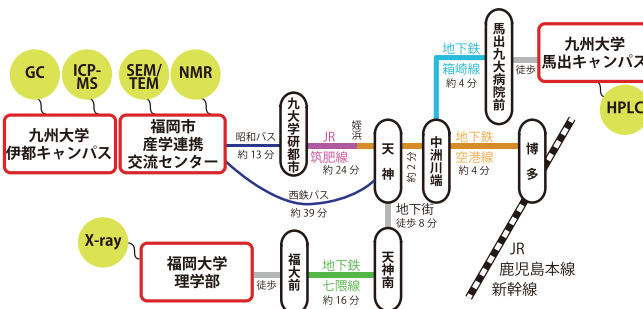 GC
ICP-
MS
SEM/
TEM
NMR
九州大学
伊都キャンパス
福岡市
産学連携
交流センター
昭和バス
約 13 分
九大学研都市
JR
筑肥線
約 24 分
姪浜
西鉄バス
約 39 分
天神
約 2 分
中洲川端
地下鉄
箱崎線
約 4 分
馬出九大病院前
徒歩
九州大学
馬出キャンパス
HPLC
地下鉄
空港線
約 4 分
博多
JR
鹿児島本線
新幹線
地下街
徒歩 8 分
天神南
地下鉄
七隈線
約 16 分
福大前
徒歩
福岡大学
理学部
X-ray